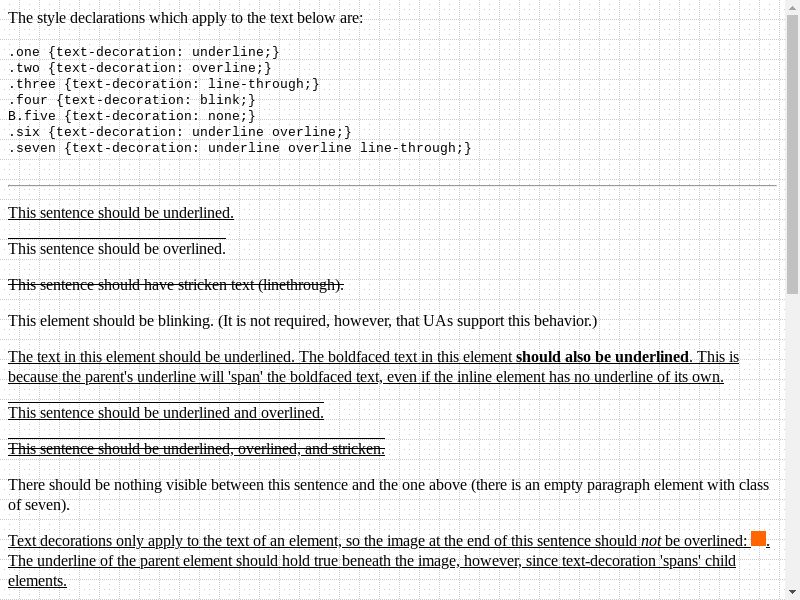 The style declarations which apply to the text below are:
.one {text-decoration: underline;}
.two {text-decoration: overline;}
.three {text-decoration: line-through;}
.four {text-decoration: blink;}
B.five {text-decoration: none;}
.six {text-decoration: underline overline;}
.seven {text-decoration: underline overline line-through;}
This sentence should be underlined.
This sentence should be overlined.
This sentence should have stricken text (linethrough).
This element should be blinking. (It is not required, however, that UAs support this behavior.)
The text in this element should be underlined. The boldfaced text in this element should also be underlined. This is
because the parent's underline will 'span' the boldfaced text, even if the inline element has no underline of its own.
This sentence should be underlined and overlined.
This sentence should be underlined, overlined, and stricken.
There should be nothing visible between this sentence and the one above (there is an empty paragraph element with class
of seven).
Text decorations only apply to the text of an element, so the image at the end of this sentence should not be overlined: .
The underline of the parent element should hold true beneath the image, however, since text-decoration 'spans' child
elements.